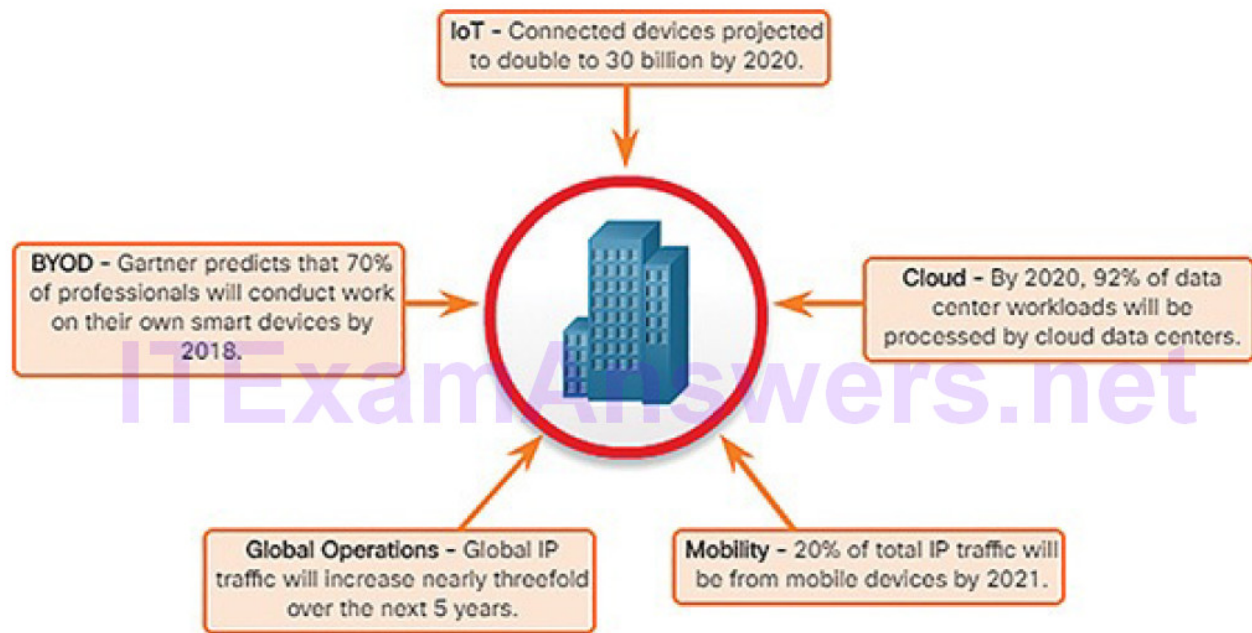 IoT - Connected devices projected
to double to 30 billion by 2020.
BYOD - Gartner predicts that 70%
of professionals will conduct work
on their own smart devices by
2018.
Cloud - By 2020, 92% of data
center workloads will be
processed by cloud data centers.
ITExamAnswers.net
Global Operations - Global IP
traffic will increase nearly threefold
over the next 5 years.
Mobility - 20% of total IP traffic will
be from mobile devices by 2021.